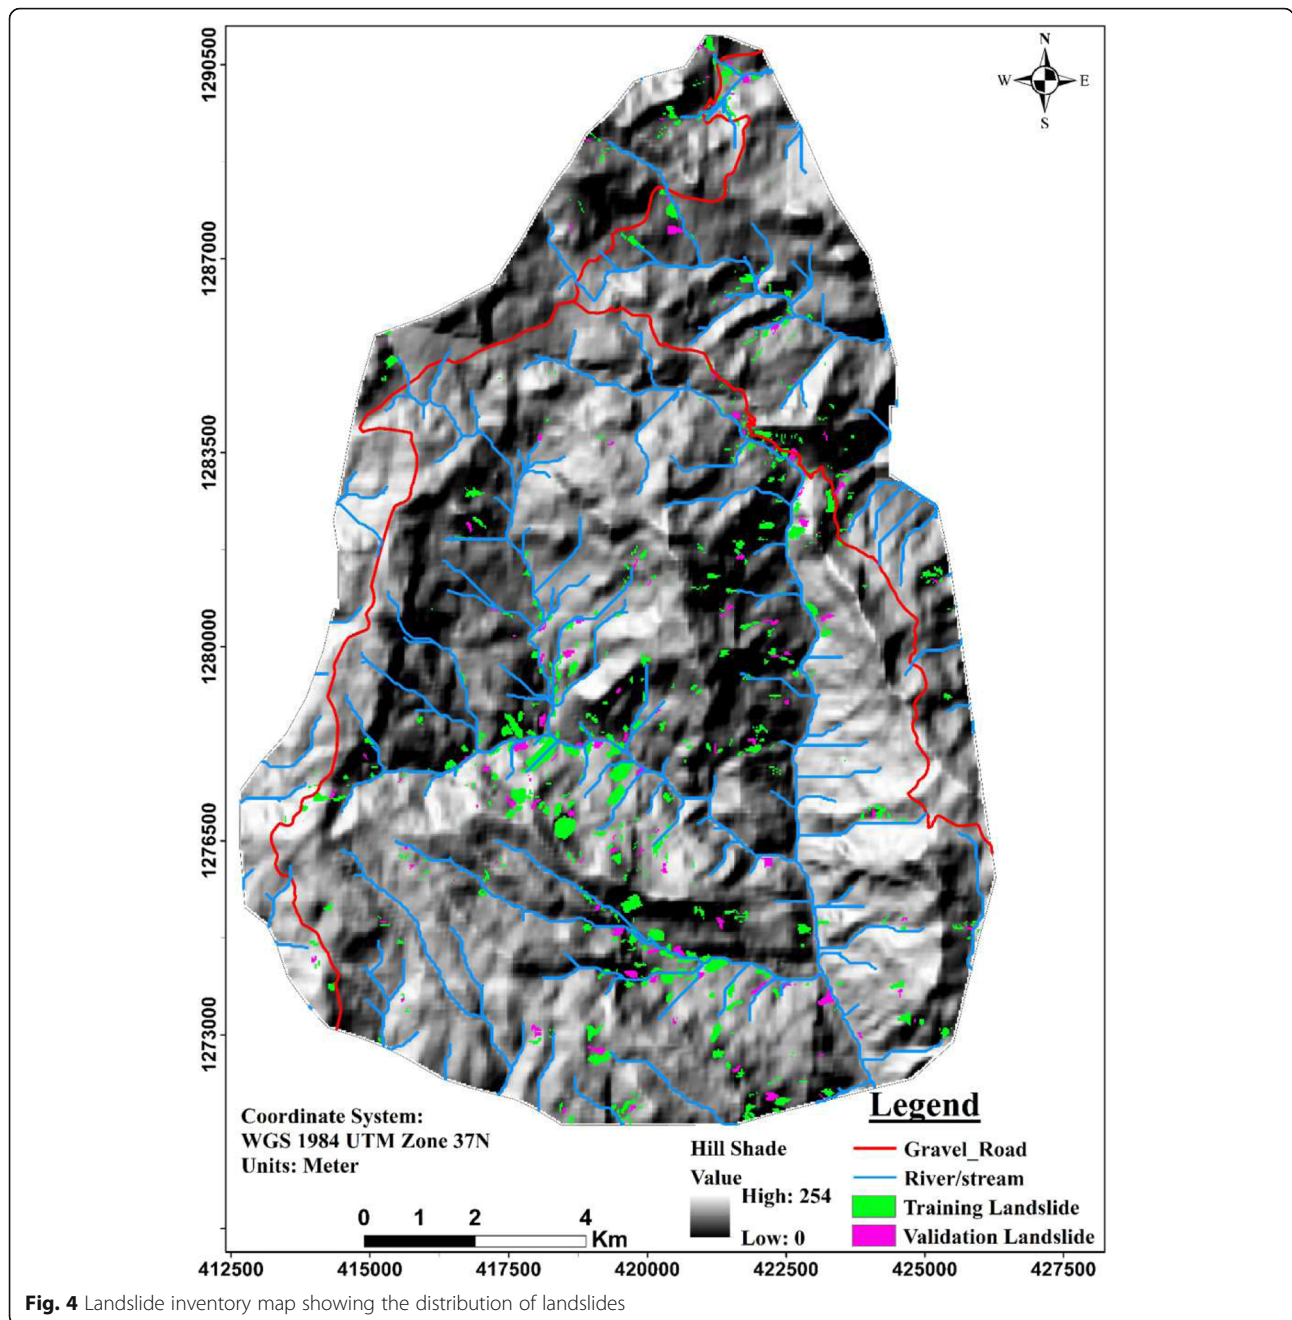 N
W E
S
1290500
1287000
1283500
1280000
1276500
1273000
Coordinate System:
WGS 1984 UTM Zone 37N
Units: Meter
0 1 2 4
Km
Hill Shade
Value
High: 254
Low: 0
Legend
Gravel_Road
River/stream
Training Landslide
Validation Landslide
412500 415000 417500 420000 422500 425000 427500
Fig. 4 Landslide inventory map showing the distribution of landslides